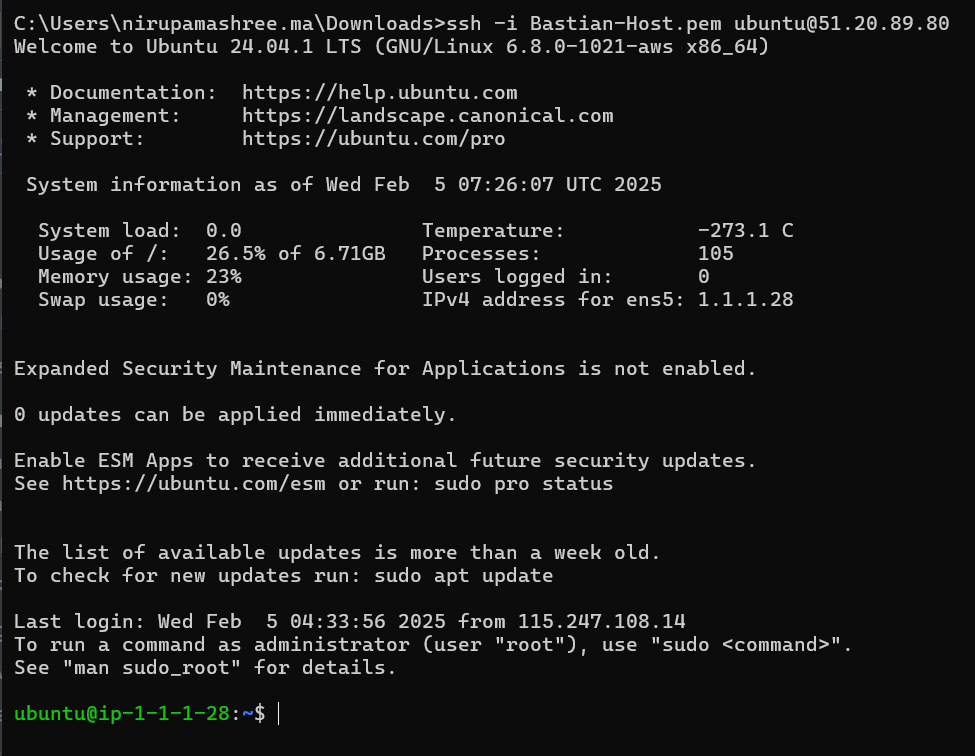 C:\Users\nirupamashree.ma\Downloads>ssh -i Bastian-Host.pem ubuntu@51.20.89.80
Welcome to Ubuntu 24.04.1 LTS (GNU/Linux 6.8.0-1021-aws x86_64)
* Documentation:  https://help.ubuntu.com
* Management:     https://landscape.canonical.com
* Support:        https://ubuntu.com/pro
System information as of Wed Feb  5 07:26:07 UTC 2025
System load:  0.0               Temperature:           -273.1 C
Usage of /:   26.5% of 6.71GB   Processes:             105
Memory usage: 23%               Users logged in:       0
Swap usage:   0%                IPv4 address for ens5: 1.1.1.28
Expanded Security Maintenance for Applications is not enabled.
0 updates can be applied immediately.
Enable ESM Apps to receive additional future security updates.
See https://ubuntu.com/esm or run: sudo pro status
The list of available updates is more than a week old.
To check for new updates run: sudo apt update
Last login: Wed Feb  5 04:33:56 2025 from 115.247.108.14
To run a command as administrator (user "root"), use "sudo <command>".
See "man sudo_root" for details.
ubuntu@ip-1-1-1-28:~$